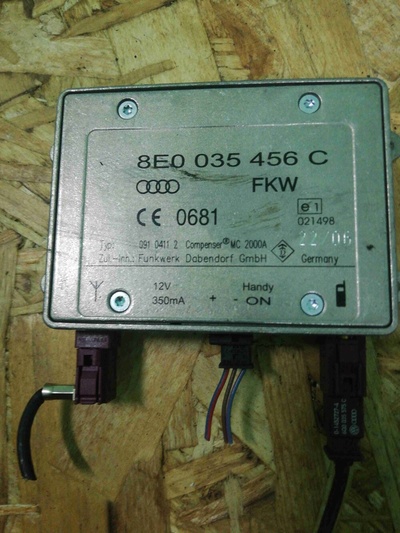 8E0 035 456 C
FKW
e1
CE 0681
021498
22/06
Typ: 091 0411 2 Compenser® MC 2000A
Zul.-Inh.: Funkwerk Dabendorf GmbH
Germany
12V
Handy
350mA + - ON